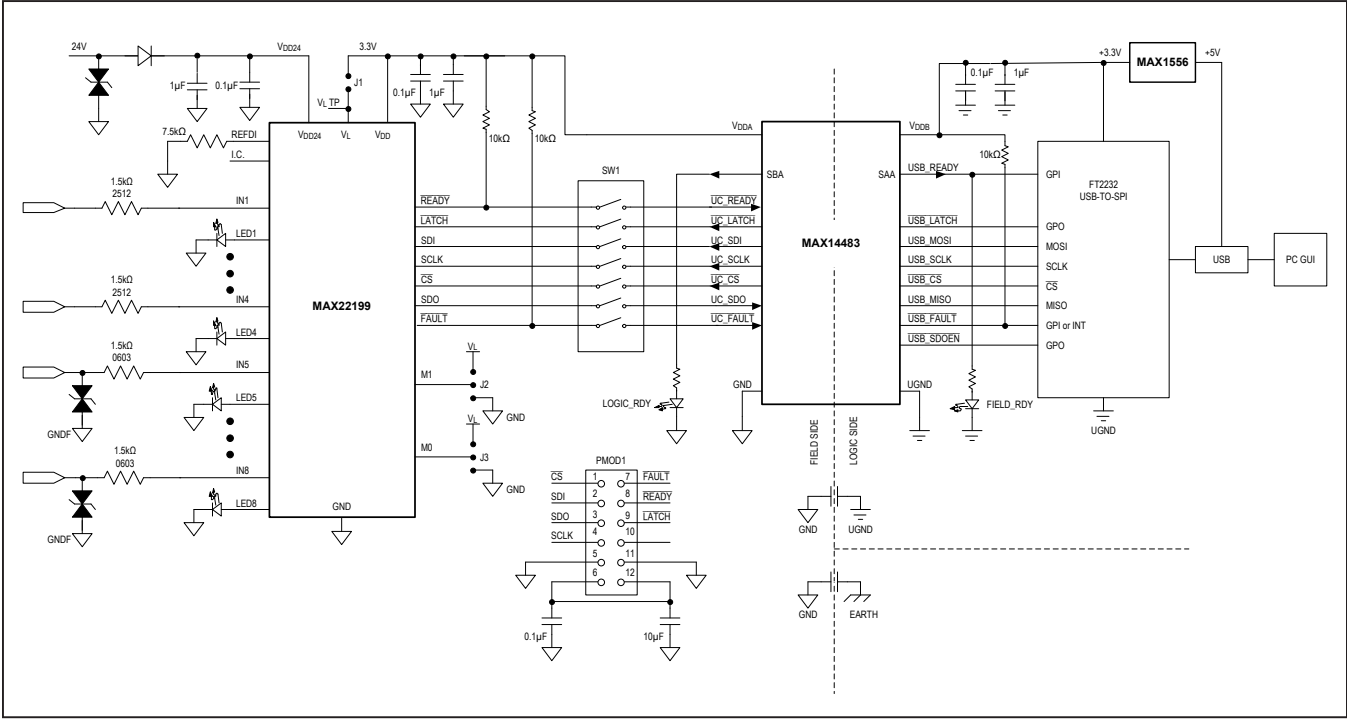 24V
VDD24
3.3V
+3.3V
MAX1556
+5V
1µF
0.1µF
J1
0.1µF
1µF
0.1µF
1µF
VL TP
7.5kΩ
REFDI
VDD24
VL
VDD
10kΩ
10kΩ
VDDA
VDDB
10kΩ
I.C.
SW1
SBA
SAA
USB_READY
GPI
FT2232
USB-TO-SPI
1.5kΩ
2512
IN1
READY
UC_READY
LED1
LATCH
UC_LATCH
USB_LATCH
GPO
SDI
UC_SDI
MAX14483
USB_MOSI
MOSI
SCLK
UC_SCLK
USB_SCLK
SCLK
USB
PC GUI
1.5kΩ
2512
CS
UC_CS
USB_CS
CS
IN4
MAX22199
SDO
UC_SDO
USB_MISO
MISO
LED4
FAULT
UC_FAULT
USB_FAULT
GPI or INT
USB_SDOEN
GPO
1.5kΩ
0603
IN5
VL
M1
J2
GND
GND
UGND
LED5
LOGIC_RDY
FIELD_RDY
GNDF
VL
GND
UGND
1.5kΩ
0603
M0
J3
FIELD SIDE
LOGIC SIDE
IN8
GND
PMOD1
CS
1
7
FAULT
SDI
2
8
READY
LED8
GND
SDO
3
9
LATCH
GND
UGND
GNDF
SCLK
4
10
5
11
6
12
GND
EARTH
0.1µF
10µF